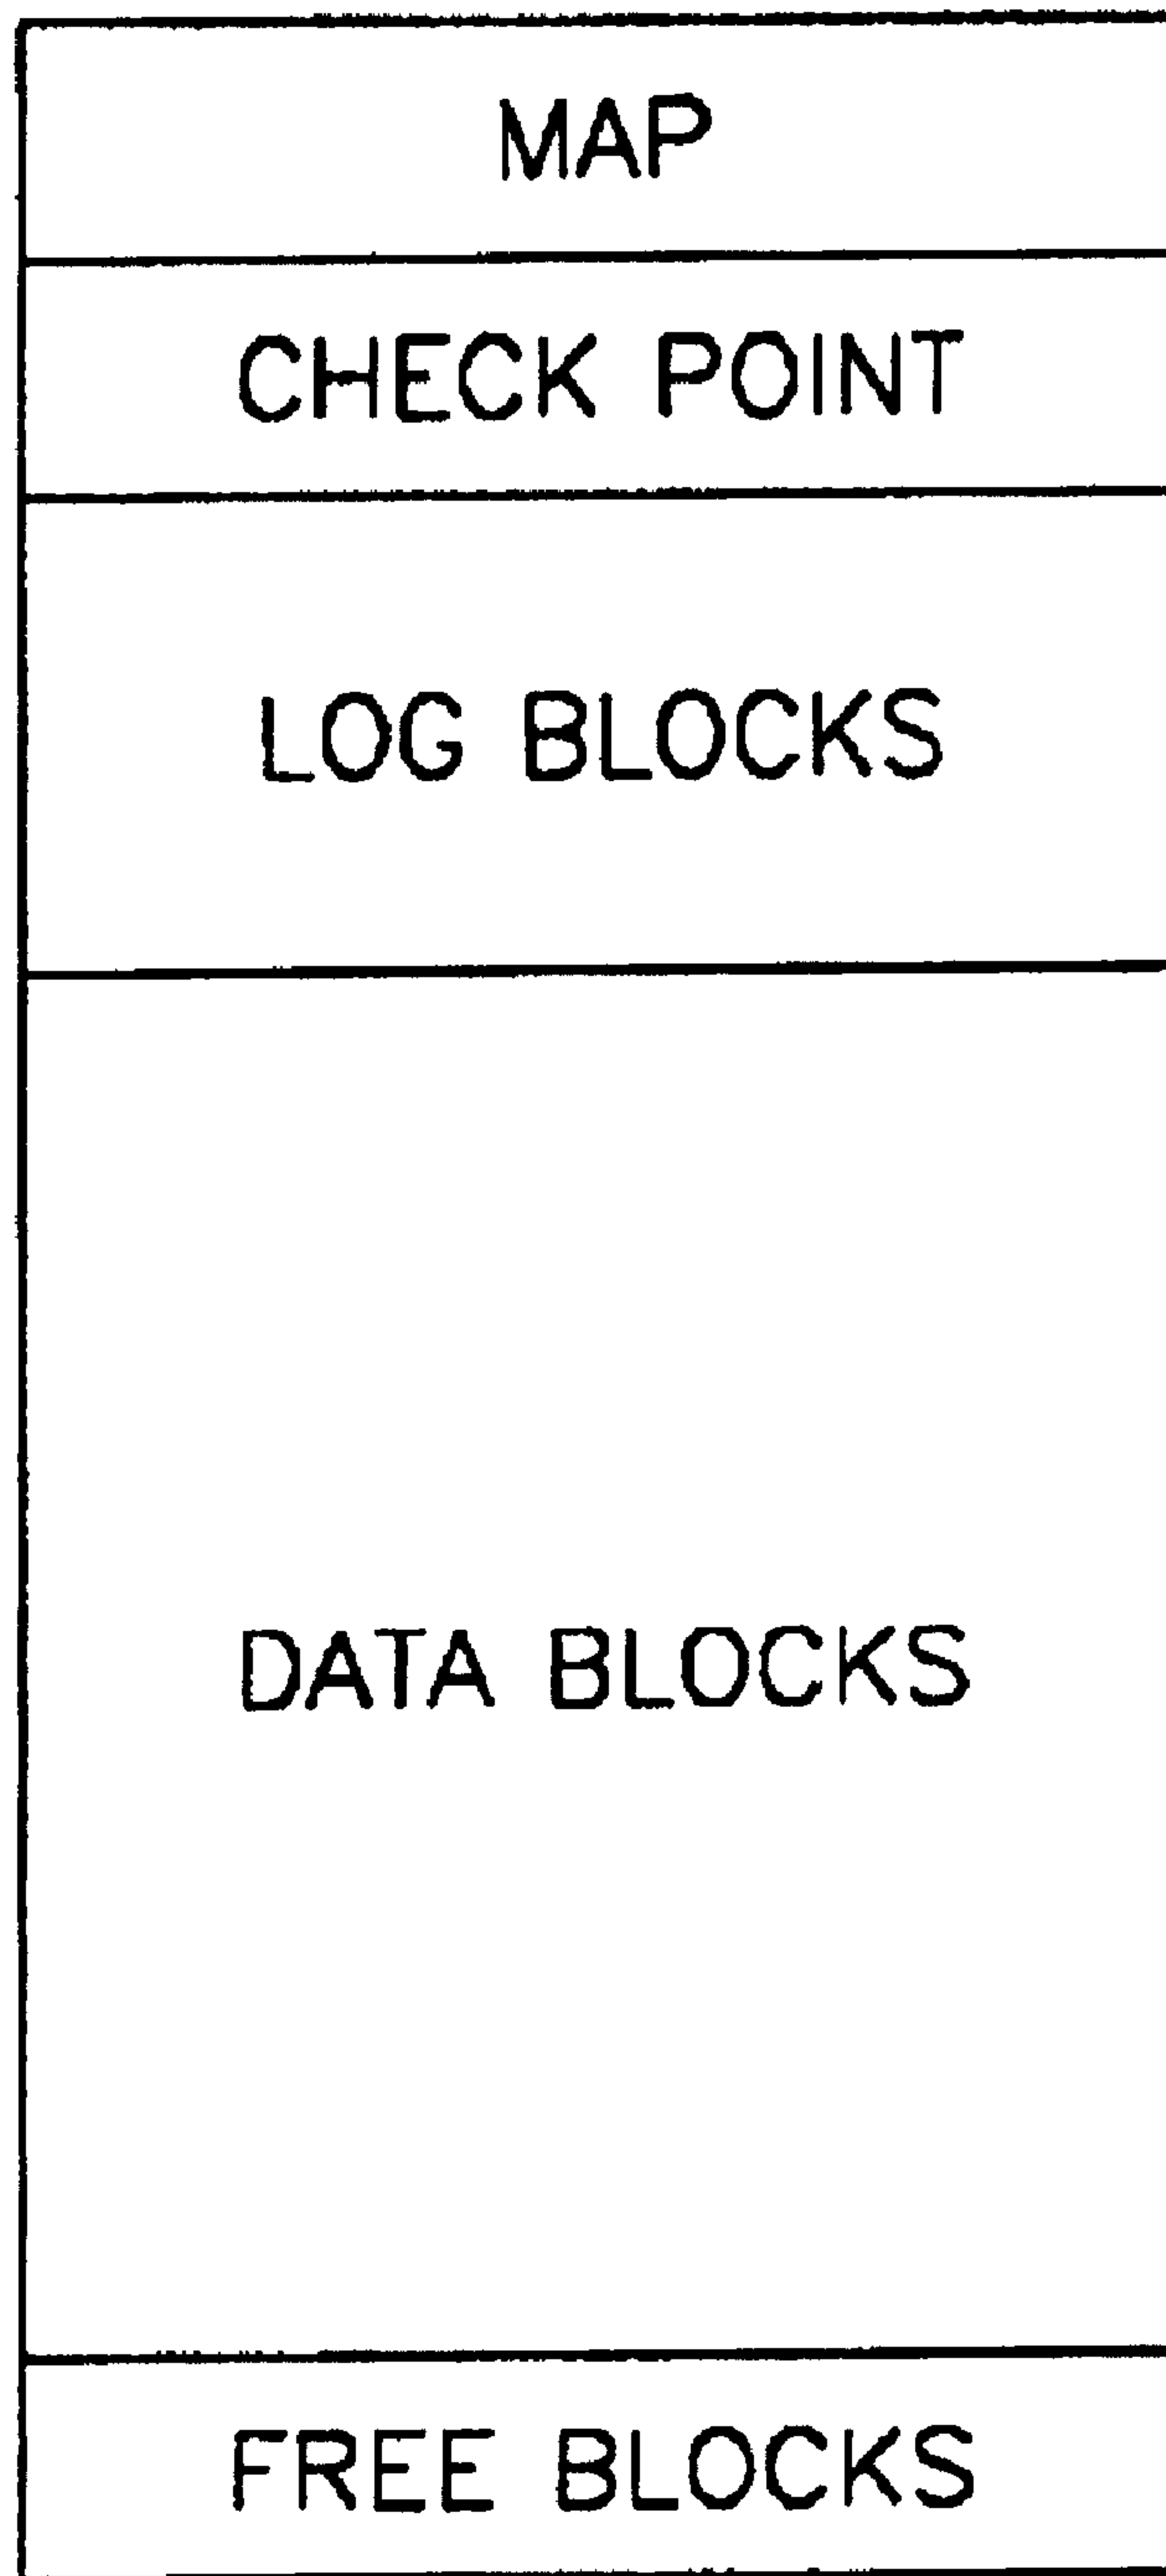 MAP
CHECK POINT
LOG BLOCKS
DATA BLOCKS
FREE BLOCKS